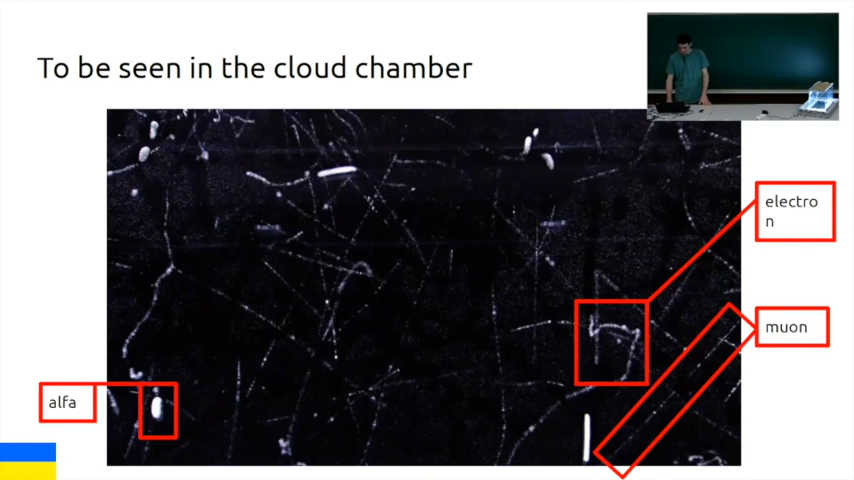 To be seen in the cloud chamber
electro
n
muon
alfa